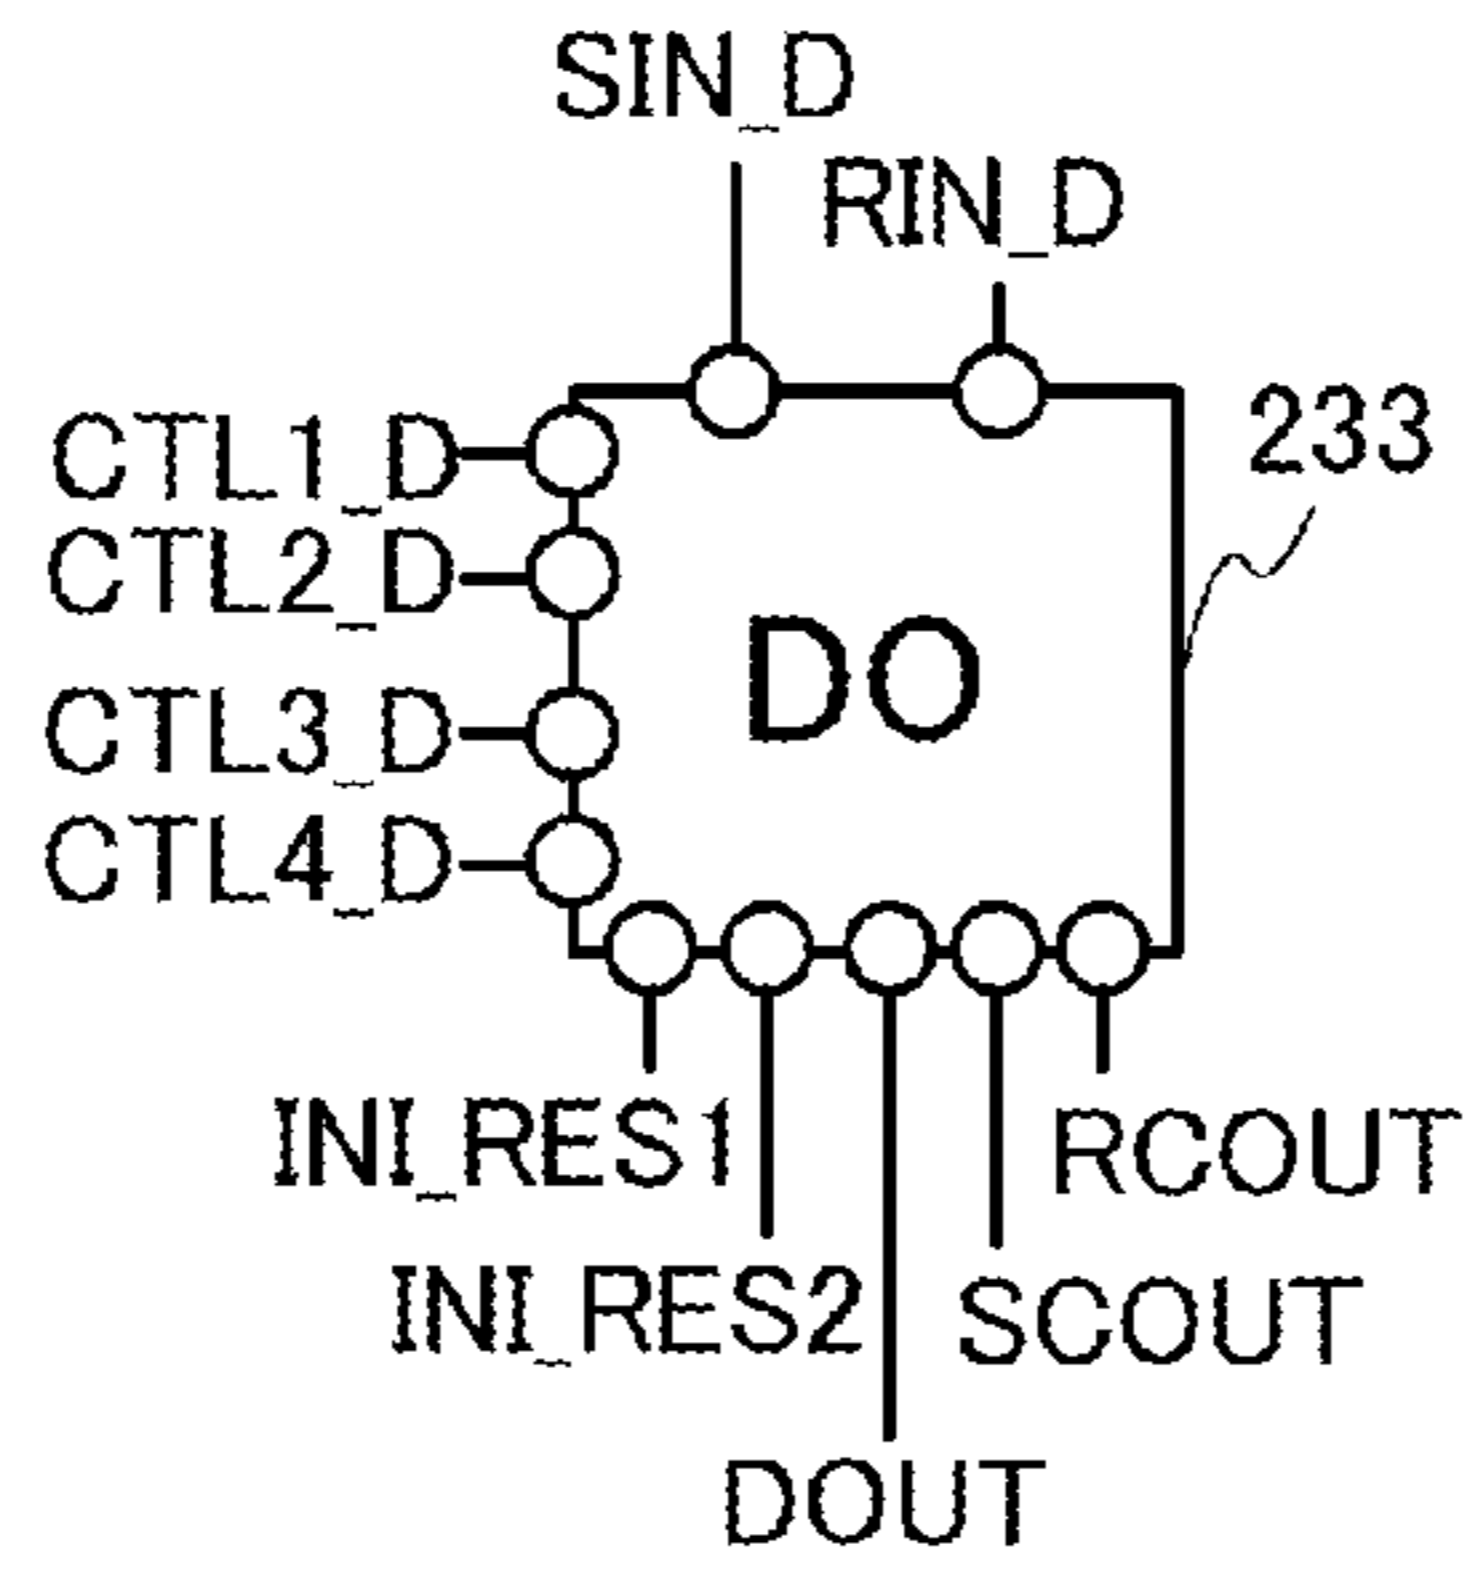 SIN_D
RIN_D
233
CTL1_D
CTL2_D
DO
CTL3_D
CTL4_D
INI_RES1
RCOUT
INI_RES2
SCOUT
DOUT